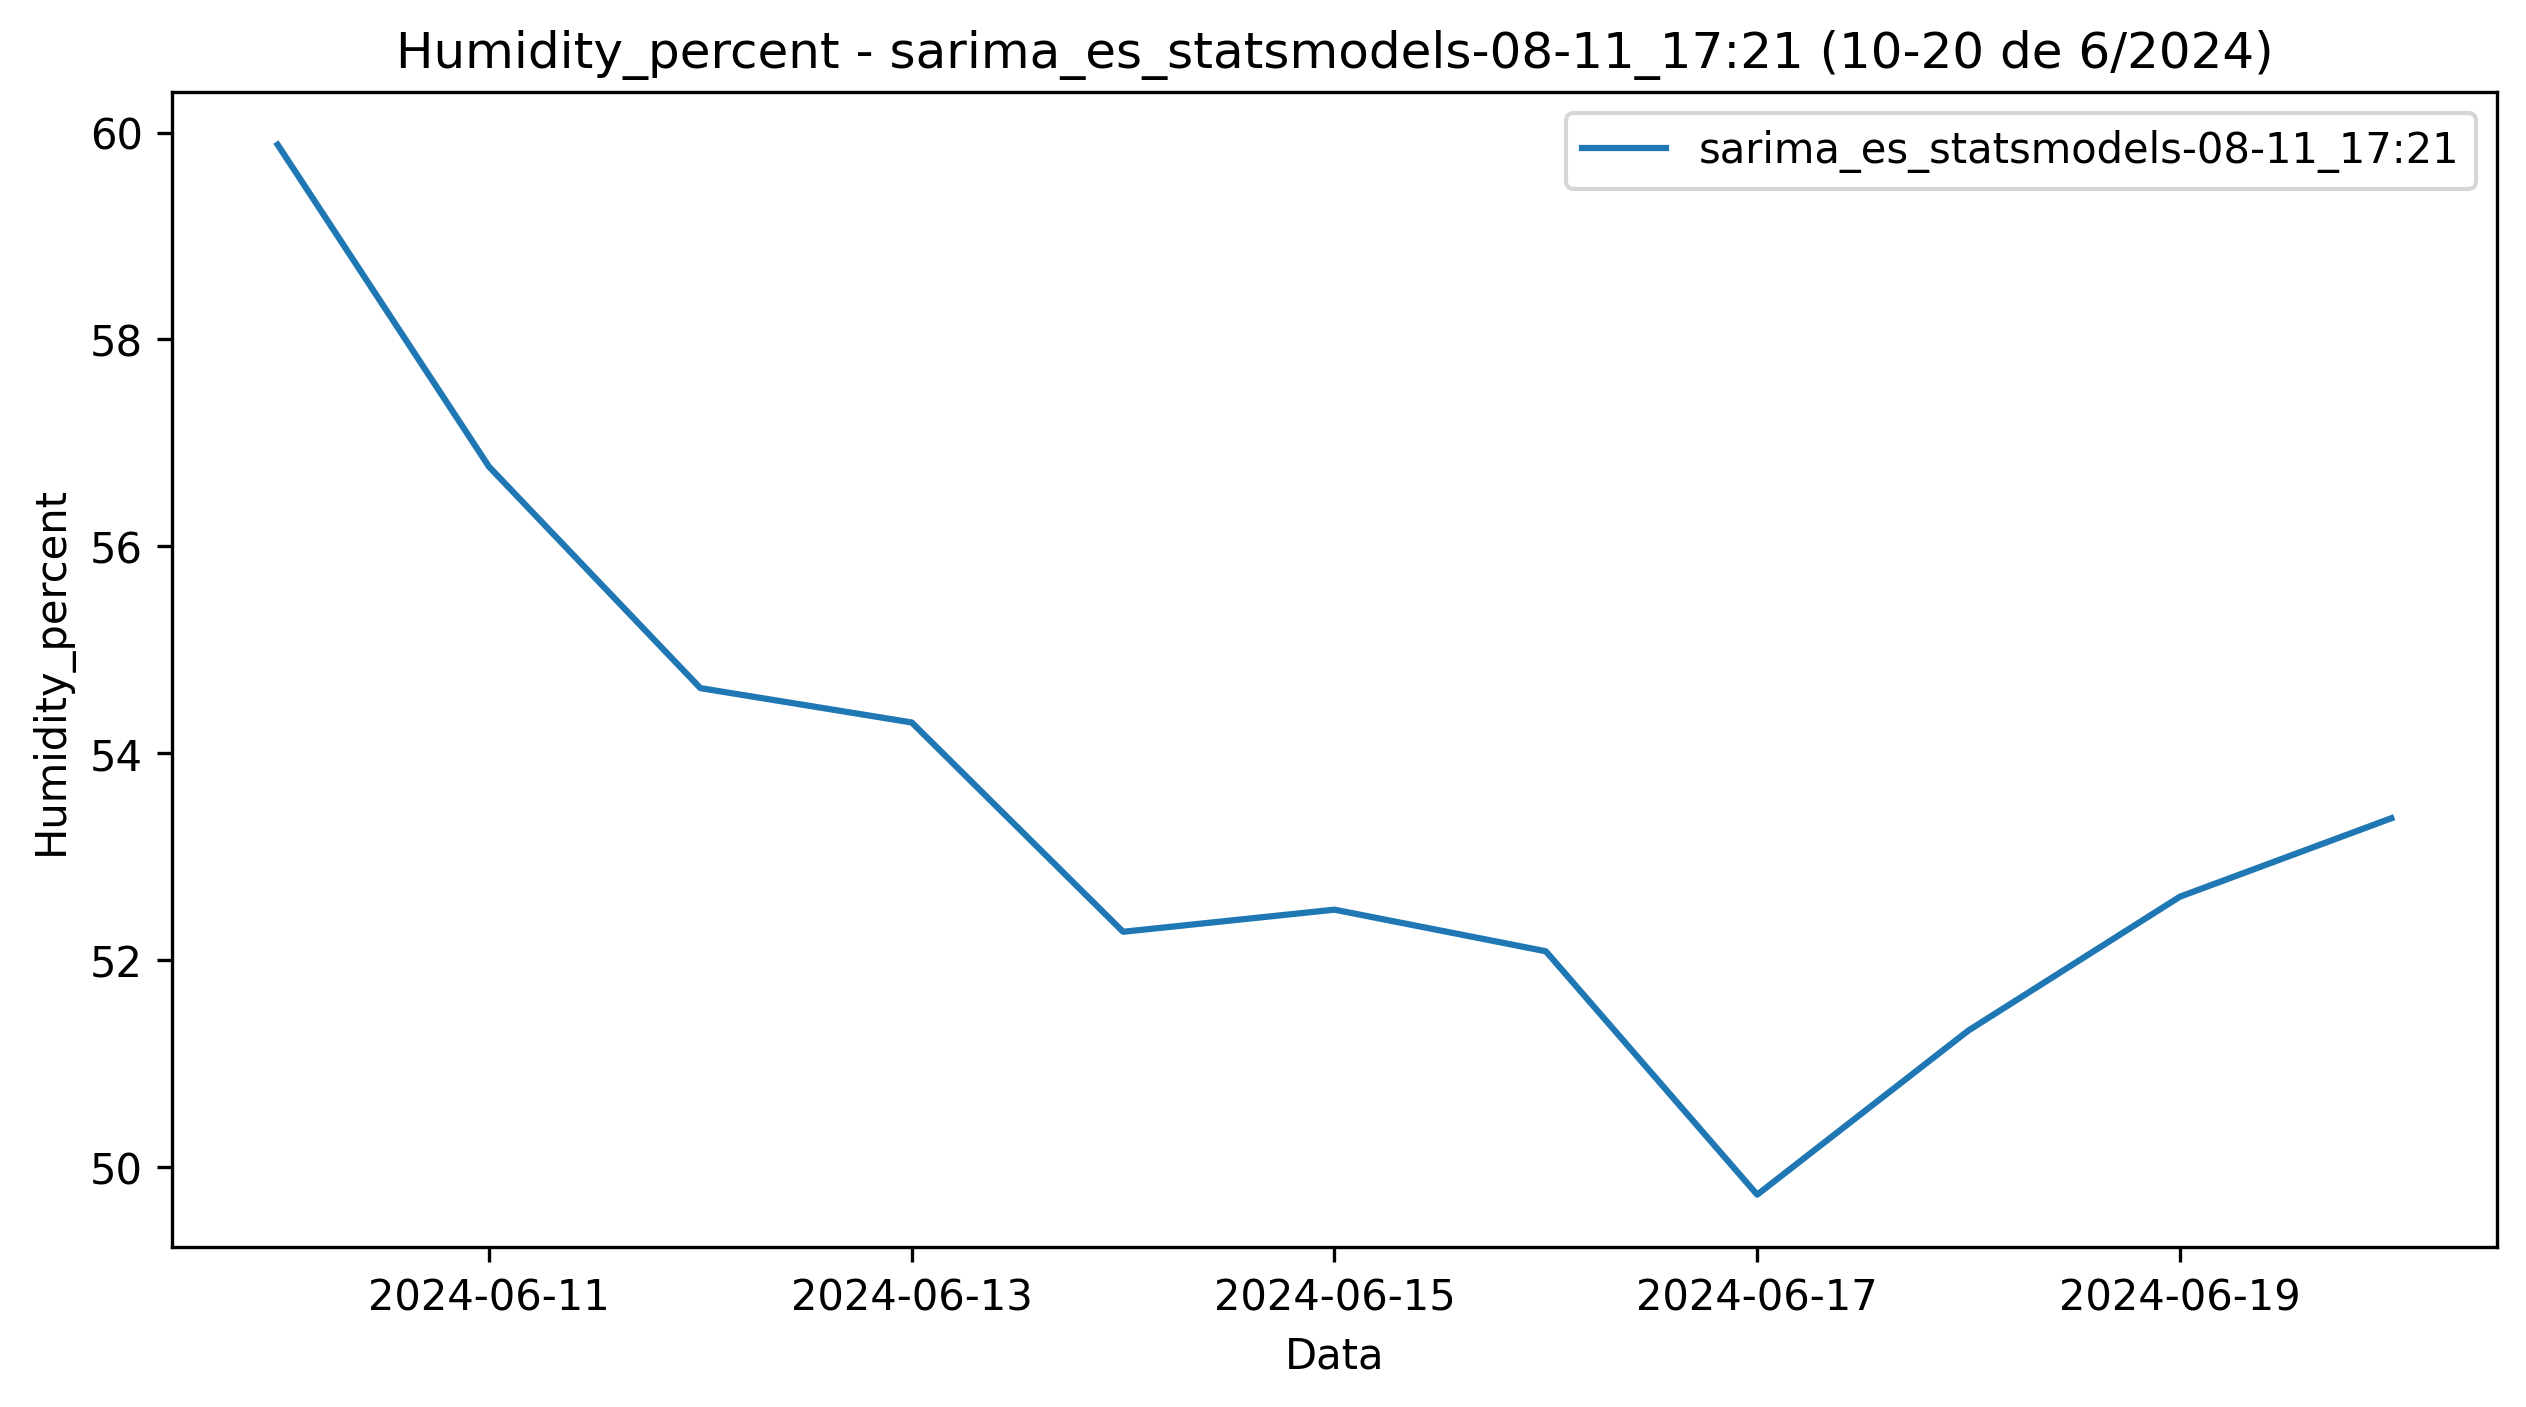 Humidity_percent - sarima_es_statsmodels-08-11_17:21 (10-20 de 6/2024)
sarima_es_statsmodels-08-11_17:21
60
58
56
54
52
50
Humidity_percent
2024-06-11
2024-06-13
2024-06-15
2024-06-17
2024-06-19
Data